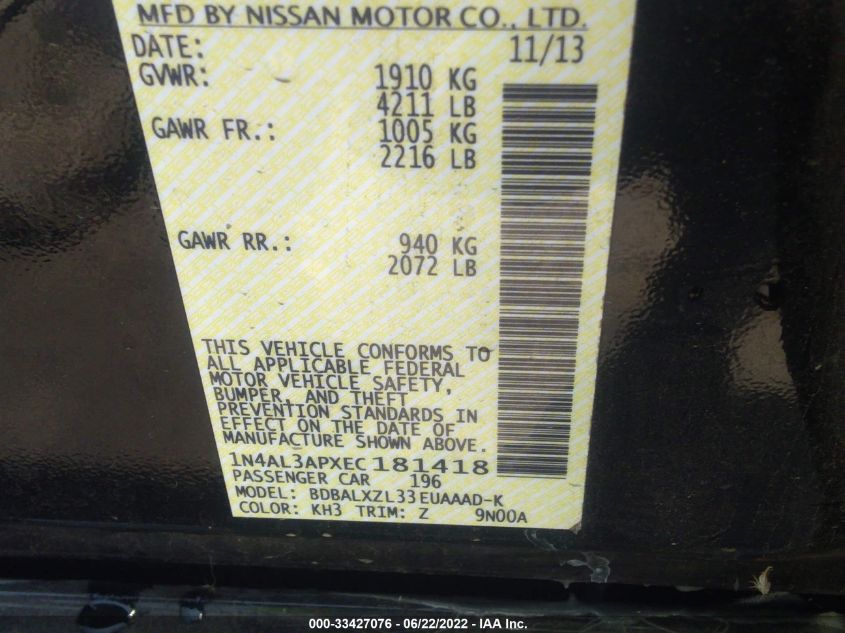 MFD BY NISSAN MOTOR CO., LTD.
DATE: 11/13
GVWR: 1910 KG
4211 LB
GAWR FR.: 1005 KG
2216 LB
GAWR RR.: 940 KG
2072 LB
THIS VEHICLE CONFORMS TO
ALL APPLICABLE FEDERAL
MOTOR VEHICLE SAFETY,
BUMPER, AND THEFT
PREVENTION STANDARDS IN
EFFECT ON THE DATE OF
MANUFACTURE SHOWN ABOVE.
1N4AL3APXEC181418
PASSENGER CAR 196
MODEL: BDBALXZL33EUAAAD-K
COLOR: KH3 TRIM: Z 9N00A
000-33427076 - 06/22/2022 - IAA Inc.